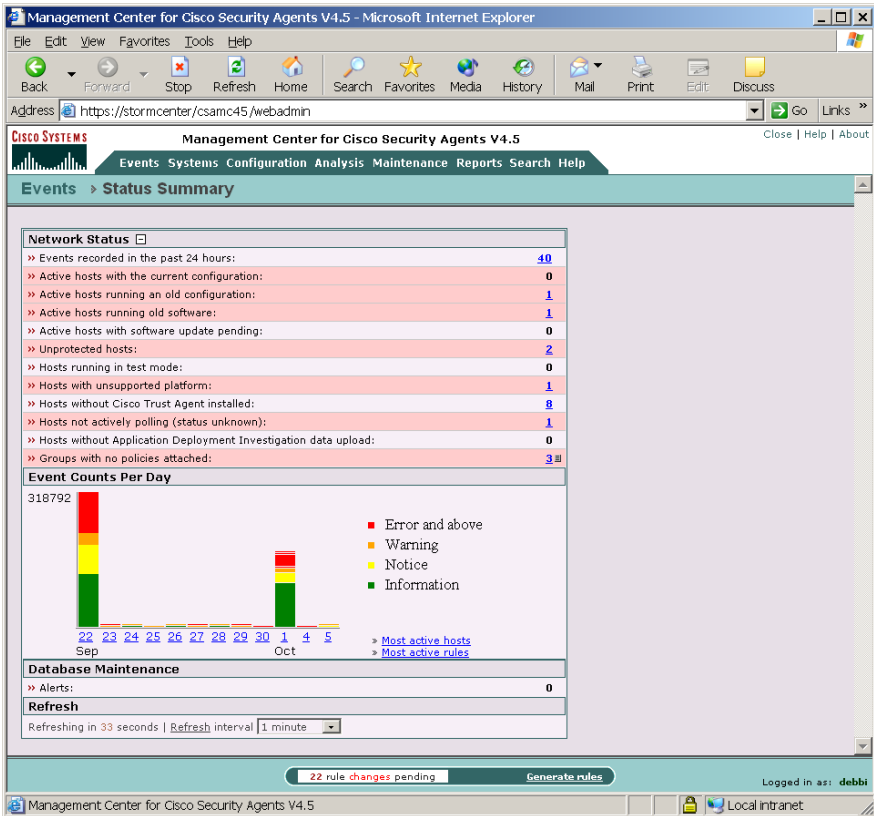 Management Center for Cisco Security Agents V4.5 - Microsoft Internet Explorer
File Edit View Favorites Tools Help
Back Forward Stop Refresh Home Search Favorites Media History Mail Print Edit Discuss
Address https://stormcenter/csamc45/webadmin Go Links »
CISCO SYSTEMS
Management Center for Cisco Security Agents V4.5
Close | Help | About
Events Systems Configuration Analysis Maintenance Reports Search Help
Events > Status Summary
Network Status
» Events recorded in the past 24 hours: 40
» Active hosts with the current configuration: 0
» Active hosts running an old configuration: 1
» Active hosts running old software: 1
» Active hosts with software update pending: 0
» Unprotected hosts: 2
» Hosts running in test mode: 0
» Hosts with unsupported platform: 1
» Hosts without Cisco Trust Agent installed: 8
» Hosts not actively polling (status unknown): 1
» Hosts without Application Deployment Investigation data upload: 0
» Groups with no policies attached: 3
Event Counts Per Day
318792
Error and above
Warning
Notice
Information
22 23 24 25 26 27 28 29 30 1 4 5
Sep Oct
» Most active hosts
» Most active rules
Database Maintenance
» Alerts: 0
Refresh
Refreshing in 33 seconds | Refresh interval 1 minute
22 rule changes pending Generate rules
Logged in as: debbi
Management Center for Cisco Security Agents V4.5
Local intranet